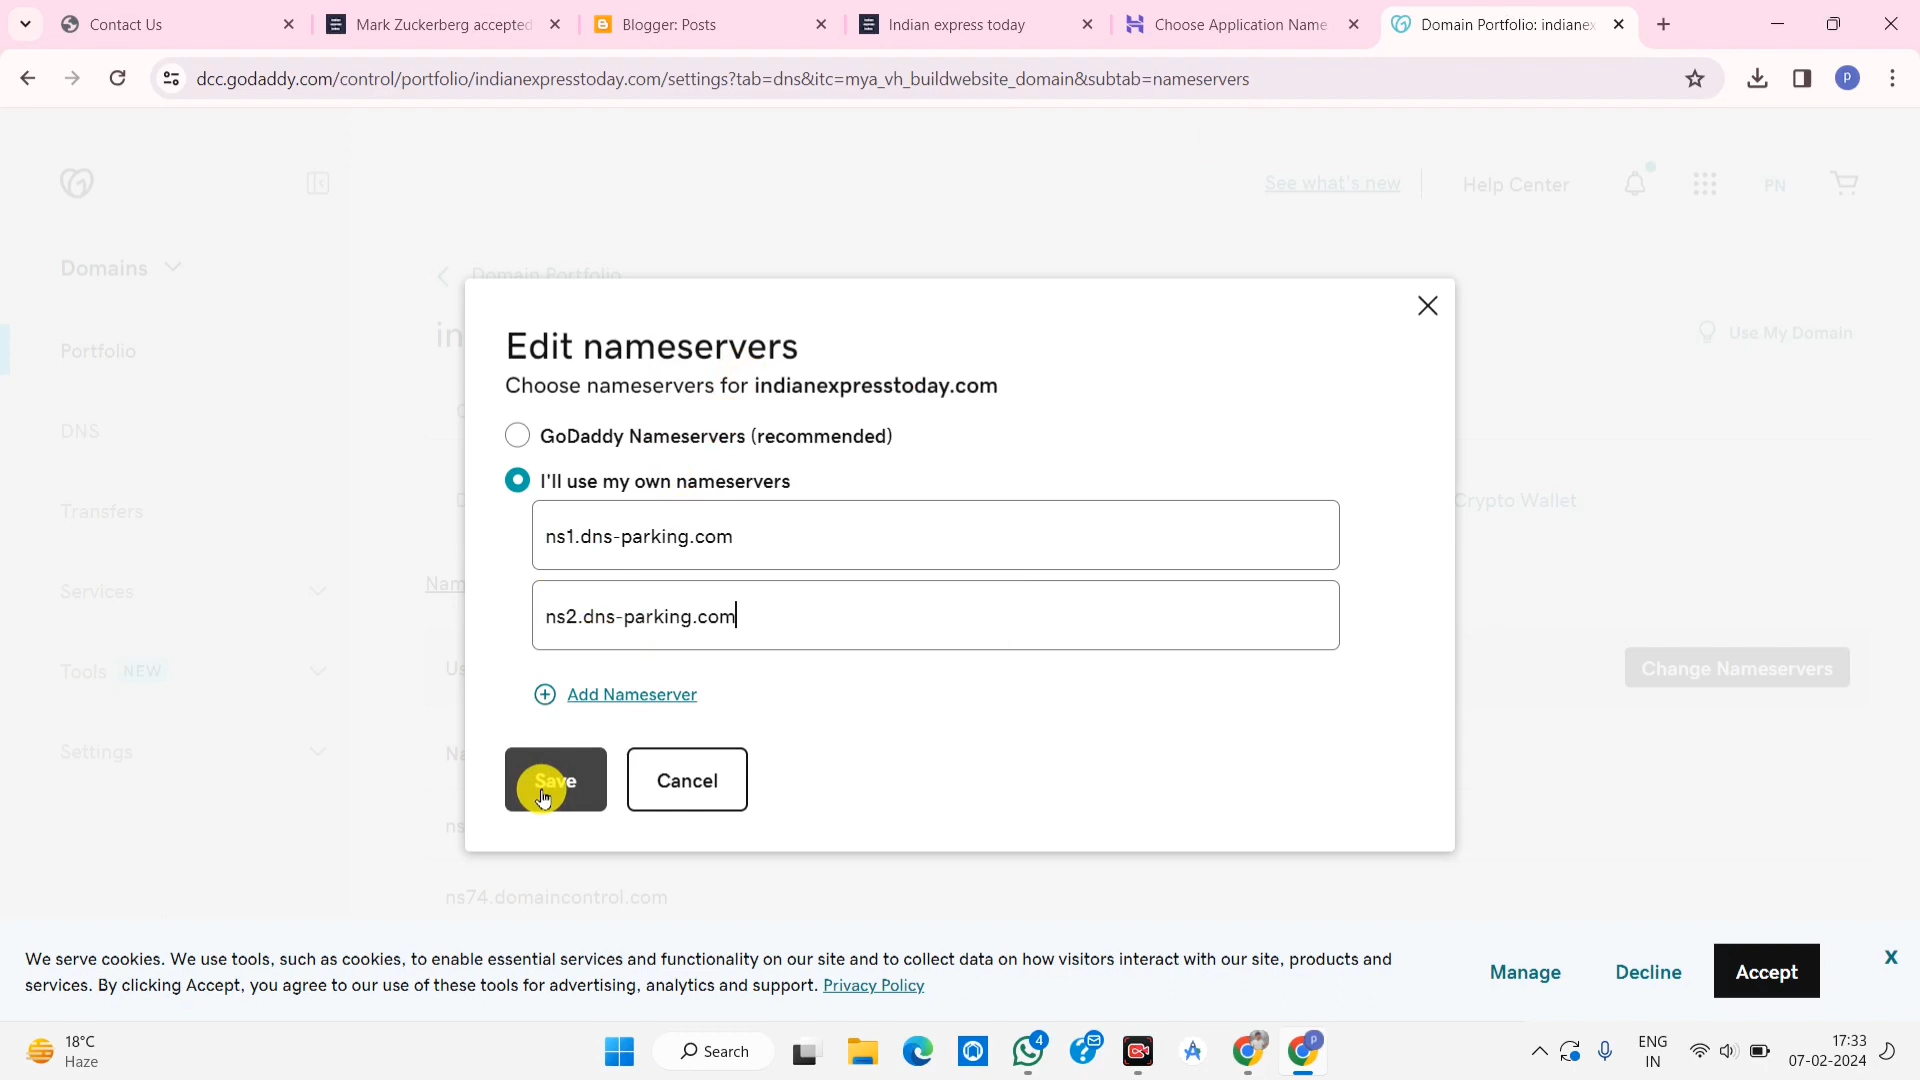 Contact Us
Mark Zuckerberg accepted
Blogger: Posts
Indian express today
Choose Application Name
Domain Portfolio: indianex
dcc.godaddy.com/control/portfolio/indianexpresstoday.com/settings?tab=dns&itc=mya_vh_buildwebsite_domain&subtab=nameservers
P
See what's new
Help Center
PN
Domains
Domain Portfolio
in
Use My Domain
Portfolio
Edit nameservers
Choose nameservers for indianexpresstoday.com
DNS
GoDaddy Nameservers (recommended)
I'll use my own nameservers
Crypto Wallet
Transfers
ns1.dns-parking.com
Services
Nam
ns2.dns-parking.com
Tools NEW
Us
Change Nameservers
Add Nameserver
Settings
Na
Save
Cancel
ns
ns74.domaincontrol.com
We serve cookies. We use tools, such as cookies, to enable essential services and functionality on our site and to collect data on how visitors interact with our site, products and
services. By clicking Accept, you agree to our use of these tools for advertising, analytics and support. Privacy Policy
Manage
Decline
Accept
X
18°C
Haze
Search
4
P
ENG
IN
17:33
07-02-2024